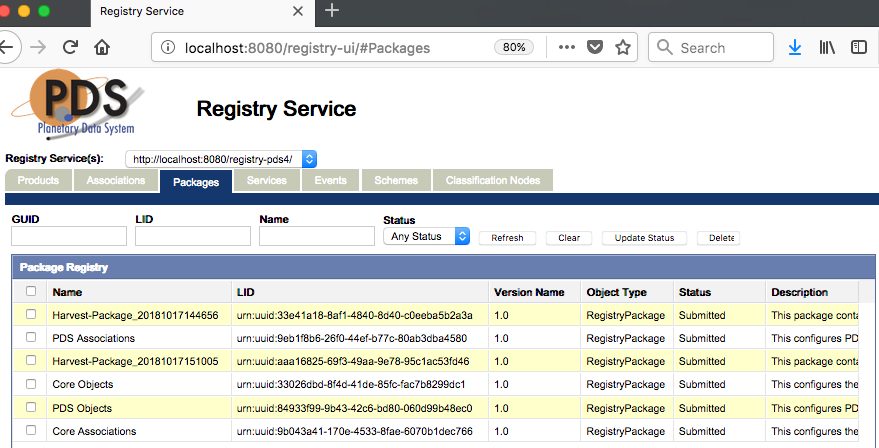 Registry Service
localhost:8080/registry-ui/#Packages 80% Search
PDS
Planetary Data System
Registry Service
Registry Service(s): http://localhost:8080/registry-pds4/
Products Associations Packages Services Events Schemes Classification Nodes
GUID LID Name Status
Any Status Refresh Clear Update Status Delete
Package Registry
Name LID Version Name Object Type Status Description
Harvest-Package_20181017144656 urn:uuid:33e41a18-8af1-4840-8d40-c0eeba5b2a3a 1.0 RegistryPackage Submitted This package conta
PDS Associations urn:uuid:9eb1f8b6-26f0-44ef-b77c-80ab3dba4580 1.0 RegistryPackage Submitted This configures PD
Harvest-Package_20181017151005 urn:uuid:aaa16825-69f3-49aa-9e78-95c1ac53fd46 1.0 RegistryPackage Submitted This package conta
Core Objects urn:uuid:33026dbd-8f4d-41de-85fc-fac7b8299dc1 1.0 RegistryPackage Submitted This configures the
PDS Objects urn:uuid:84933f99-9b43-42c6-bd80-060d99b48ec0 1.0 RegistryPackage Submitted This configures PD
Core Associations urn:uuid:9b043a41-170e-4533-8fae-6070b1dec766 1.0 RegistryPackage Submitted This configures the